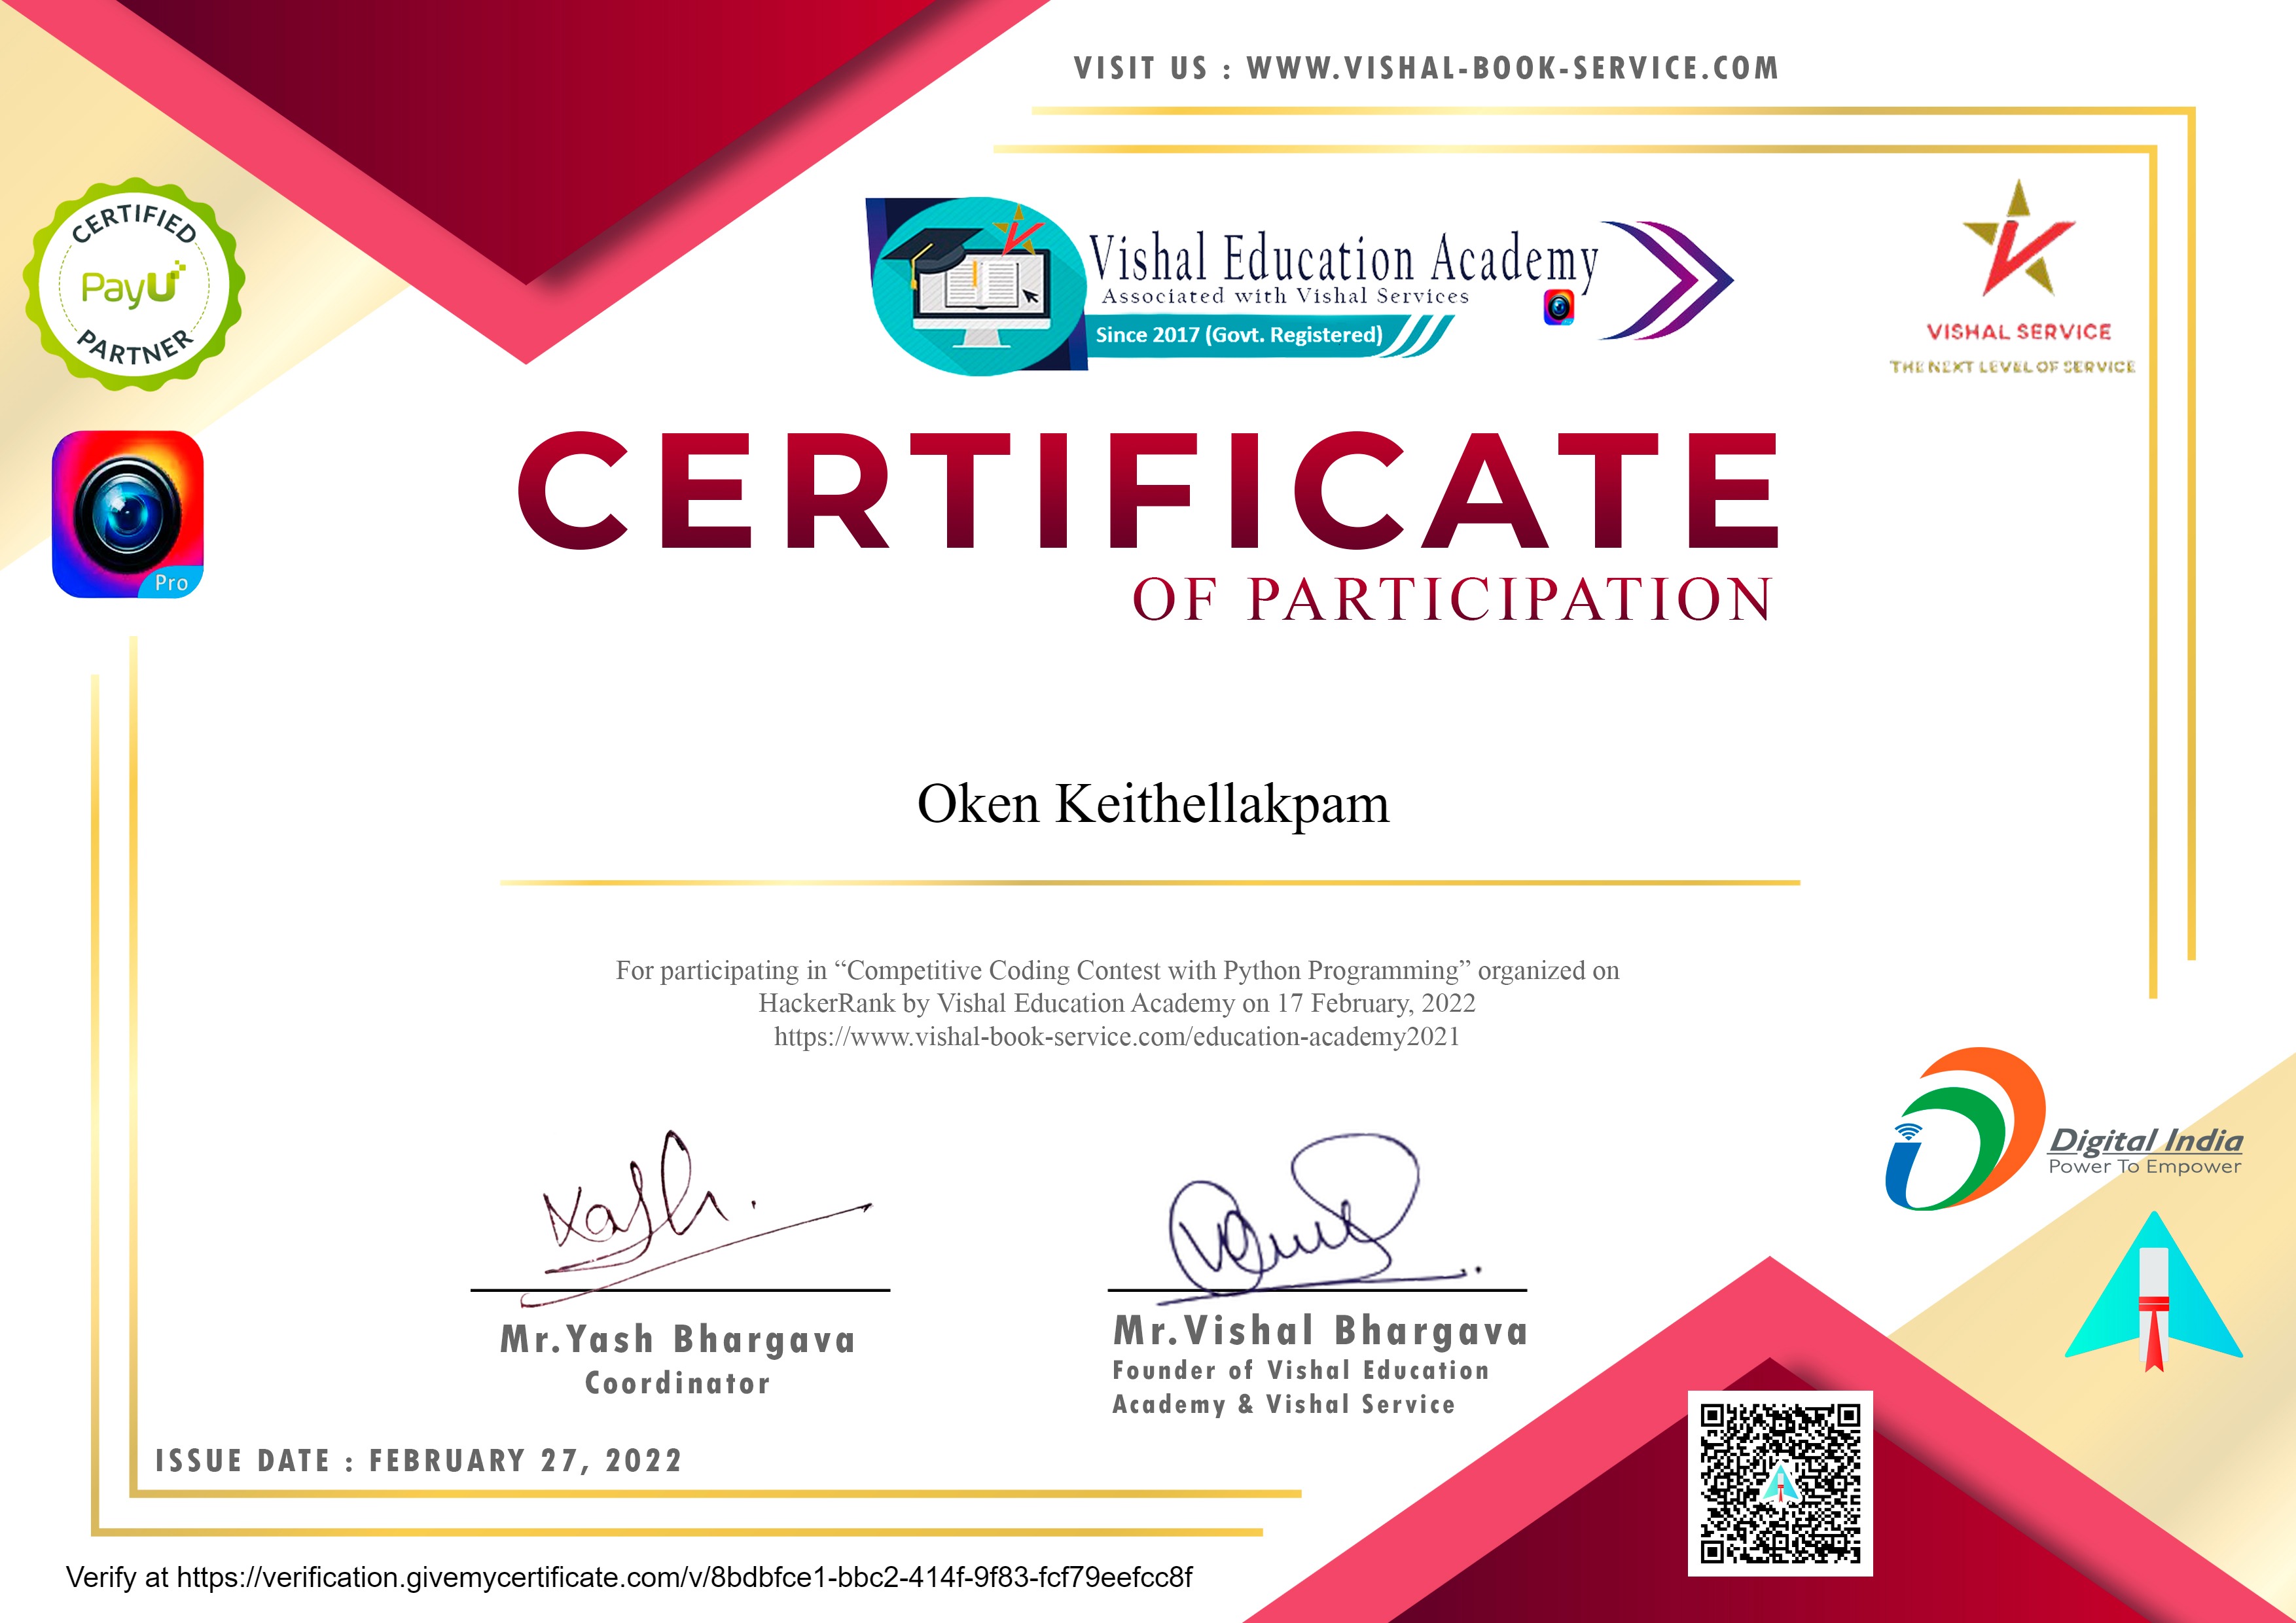 VISIT US : WWW.VISHAL-BOOK-SERVICE.COM
CERTIFIED
PayU
PARTNER
Vishal Education Academy
Associated with Vishal Services
Since 2017 (Govt. Registered)
VISHAL SERVICE
THE NEXT LEVEL OF SERVICE
Pro
CERTIFICATE
OF PARTICIPATION
Oken Keithellakpam
For participating in “Competitive Coding Contest with Python Programming” organized on
HackerRank by Vishal Education Academy on 17 February, 2022
https://www.vishal-book-service.com/education-academy2021
Digital India
Power To Empower
Yash
Mr.Yash Bhargava
Coordinator
Mr.Vishal Bhargava
Founder of Vishal Education
Academy & Vishal Service
ISSUE DATE : FEBRUARY 27, 2022
Verify at https://verification.givemycertificate.com/v/8bdbfce1-bbc2-414f-9f83-fcf79eefcc8f